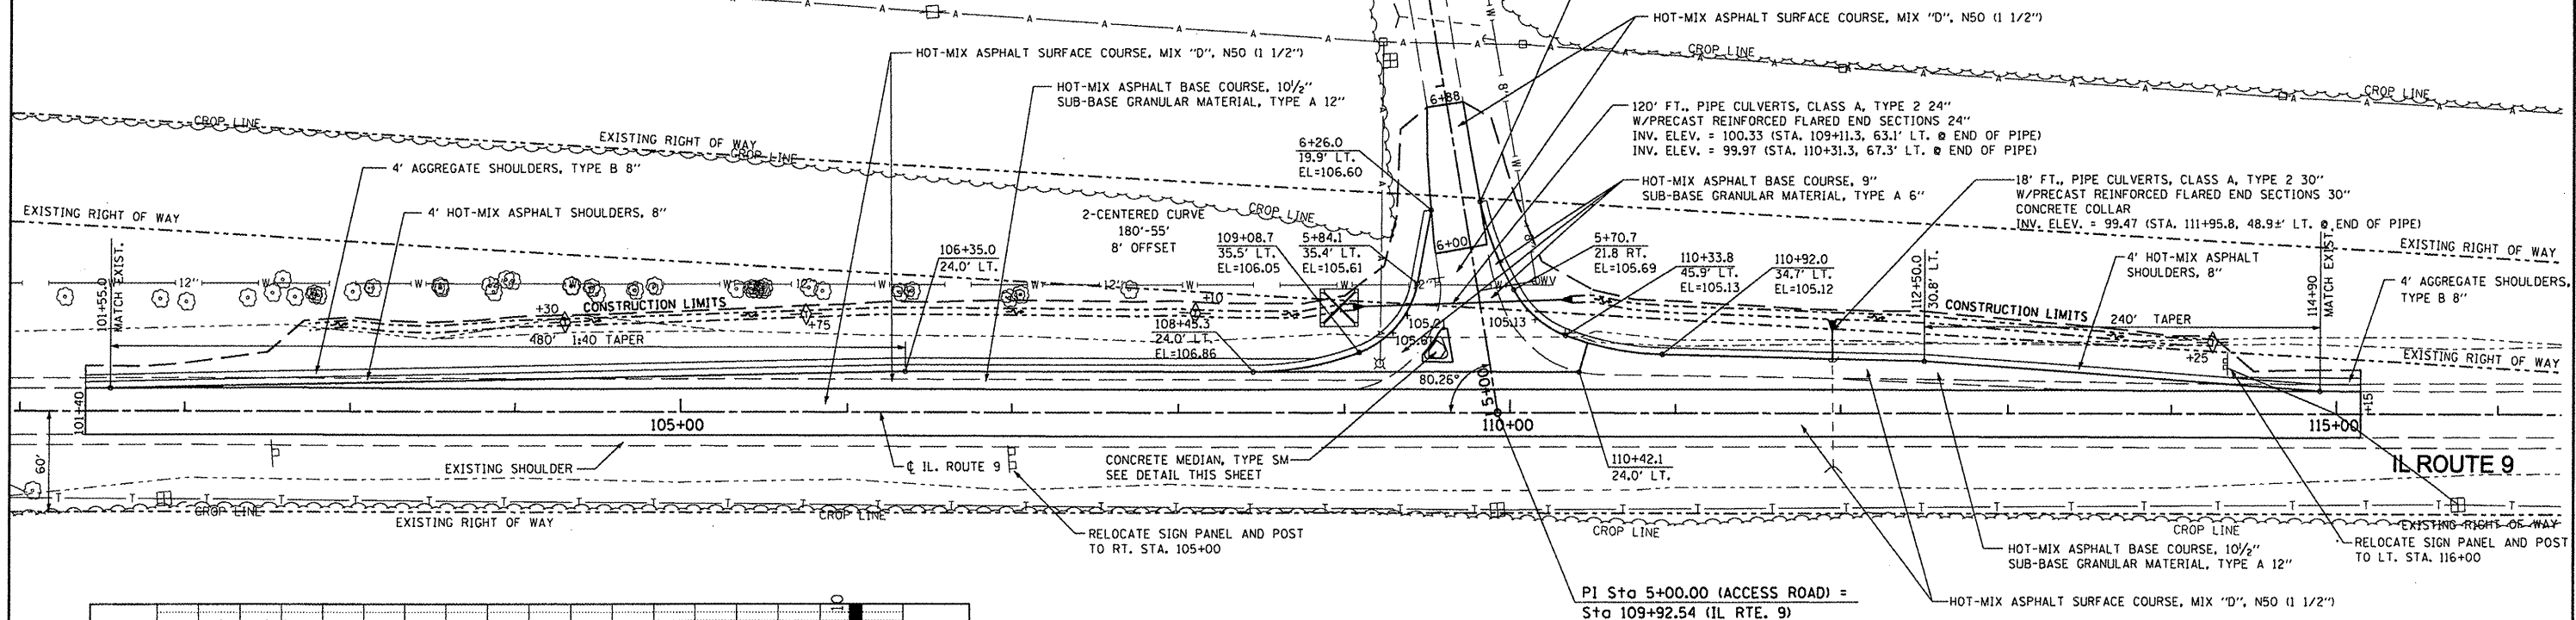 HOT-MIX ASPHALT SURFACE COURSE, MIX "D", N50 (1 1/2")
HOT-MIX ASPHALT SURFACE COURSE, MIX "D", N50 (1 1/2")
CROP LINE
CROP LINE
HOT-MIX ASPHALT BASE COURSE, 10½"
SUB-BASE GRANULAR MATERIAL, TYPE A 12"
6+88
120' FT., PIPE CULVERTS, CLASS A, TYPE 2 24"
W/PRECAST REINFORCED FLARED END SECTIONS 24"
INV. ELEV. = 100.33 (STA. 109+11.3, 63.1' LT. @ END OF PIPE)
INV. ELEV. = 99.97 (STA. 110+31.3, 67.3' LT. @ END OF PIPE)
CROP LINE
EXISTING RIGHT OF WAY
CROP LINE
6+26.0
19.9' LT.
EL=106.60
4' AGGREGATE SHOULDERS, TYPE B 8"
HOT-MIX ASPHALT BASE COURSE, 9"
SUB-BASE GRANULAR MATERIAL, TYPE A 6"
18' FT., PIPE CULVERTS, CLASS A, TYPE 2 30"
W/PRECAST REINFORCED FLARED END SECTIONS 30"
CONCRETE COLLAR
INV. ELEV. = 99.47 (STA. 111+95.8, 48.9±' LT. @ END OF PIPE)
EXISTING RIGHT OF WAY
4' HOT-MIX ASPHALT SHOULDERS, 8"
2-CENTERED CURVE
180'-55'
8' OFFSET
CROP LINE
106+35.0
24.0' LT.
109+08.7
35.5' LT.
EL=106.05
5+84.1
35.4' LT.
EL=105.61
6+00
5+70.7
21.8 RT.
EL=105.69
110+33.8
45.9' LT.
EL=105.13
110+92.0
34.7' LT.
EL=105.12
112+50.0
30.8' LT.
4' HOT-MIX ASPHALT
SHOULDERS, 8"
EXISTING RIGHT OF WAY
4' AGGREGATE SHOULDERS,
TYPE B 8"
101+55.0
MATCH EXIST.
114+90
MATCH EXIST.
12"
12"
12"
12"
+30
CONSTRUCTION LIMITS
+75
+10
CONSTRUCTION LIMITS
240' TAPER
480' 1:40 TAPER
108+45.3
24.0' LT.
EL=106.86
105.21
105.61
105.13
+25
EXISTING RIGHT OF WAY
80.26°
5+00
101+40
105+00
110+00
115+00
+15
60'
EXISTING SHOULDER
℄ IL. ROUTE 9
CONCRETE MEDIAN, TYPE SM
SEE DETAIL THIS SHEET
110+42.1
24.0' LT.
IL ROUTE 9
CROP LINE
EXISTING RIGHT OF WAY
CROP LINE
CROP LINE
CROP LINE
EXISTING RIGHT OF WAY
RELOCATE SIGN PANEL AND POST
TO RT. STA. 105+00
HOT-MIX ASPHALT BASE COURSE, 10½"
SUB-BASE GRANULAR MATERIAL, TYPE A 12"
RELOCATE SIGN PANEL AND POST
TO LT. STA. 116+00
PI Sta 5+00.00 (ACCESS ROAD) =
Sta 109+92.54 (IL RTE. 9)
HOT-MIX ASPHALT SURFACE COURSE, MIX "D", N50 (1 1/2")
10